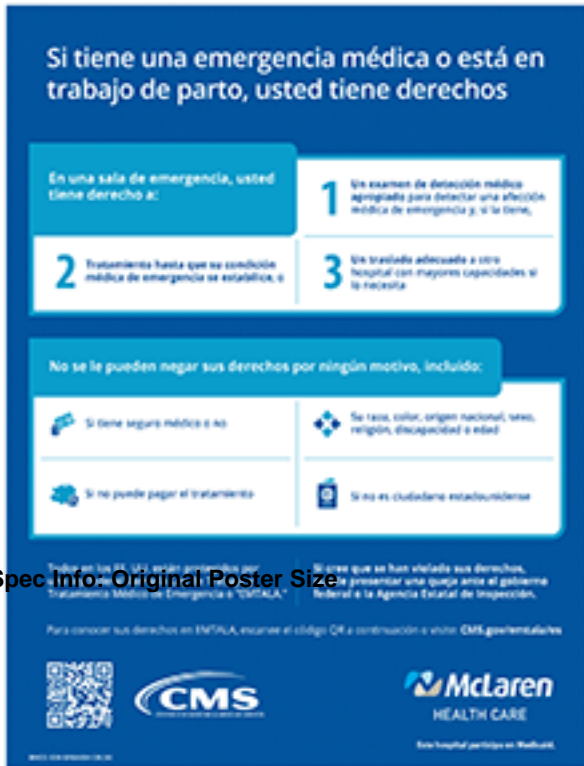 Si tiene una emergencia médica o está en
trabajo de parto, usted tiene derechos
En una sala de emergencia, usted
tiene derecho a:
1 Un examen de detección médico
apropiado para detectar una afección
médica de emergencia y, si la tiene,
2 Tratamiento hasta que su condición
médica de emergencia se estabilice, o
3 Un traslado adecuado a otro
hospital con mayores capacidades si
lo necesita
No se le pueden negar sus derechos por ningún motivo, incluido:
Si tiene seguro médico o no
Su raza, color, origen nacional, sexo,
religión, discapacidad o edad
Si no puede pagar el tratamiento
Si no es ciudadano estadounidense
Spec Info: Original Poster Size
Tratamiento Médico de Emergencia o "EMTALA."
Si cree que se han violado sus derechos,
presentar una queja ante el gobierno
federal o la Agencia Estatal de Inspección.
Para conocer sus derechos en EMTALA, escanee el código QR a continuación o visite: CMS.gov/emtala/es
CMS
McLaren
HEALTH CARE
Este hospital participa en Medicaid.